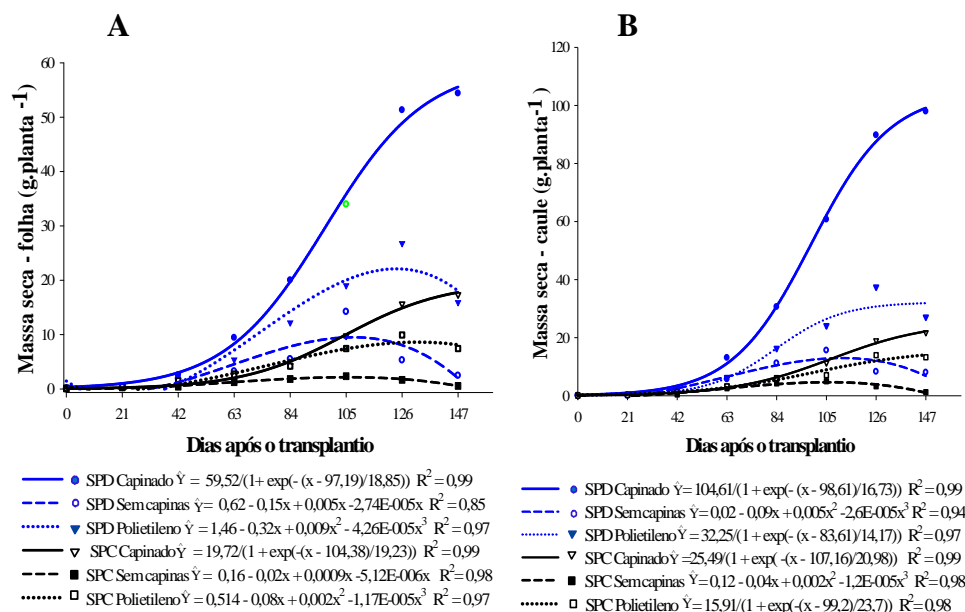 A
Massa seca - folha (g.planta⁻¹)
60
50
40
30
20
10
0
0 21 42 63 84 105 126 147
Dias após o transplantio
SPD Capinado Ŷ = 59,52/(1+ exp(- (x - 97,19)/18,85)) R²= 0,99
SPD Sem capinas Ŷ = 0,62 - 0,15x + 0,005x -2,74E-005x R²= 0,85
SPD Polietileno Ŷ = 1,46 - 0,32x + 0,009x² - 4,26E-005x³ R²= 0,97
SPC Capinado Ŷ = 19,72/(1 + exp(-(x - 104,38)/19,23)) R²= 0,99
SPC Sem capinas Ŷ = 0,16 - 0,02x + 0,0009x -5,12E-006x R²= 0,98
SPC Polietileno Ŷ = 0,514 - 0,08x + 0,002x² -1,17E-005x³ R²= 0,97
B
Massa seca - caule (g.planta⁻¹)
120
100
80
60
40
20
0
0 21 42 63 84 105 126 147
Dias após o transplantio
SPD Capinado Ŷ = 104,61/(1 + exp(- (x - 98,61)/16,73)) R²= 0,99
SPD Sem capinas Ŷ = 0,02 - 0,09x + 0,005x² -2,6E-005x³ R²= 0,94
SPD Polietileno Ŷ = 32,25/(1 + exp( - (x - 83,61)/14,17)) R²= 0,97
SPC Capinado Ŷ =25,49/(1 + exp( -(x - 107,16)/20,98)) R²= 0,99
SPC Sem capinas Ŷ = 0,12 - 0,04x + 0,002x² -1,2E-005x³ R²= 0,98
SPC Polietileno Ŷ = 15,91/(1 + exp(-(x - 99,2)/23,7)) R²= 0,98